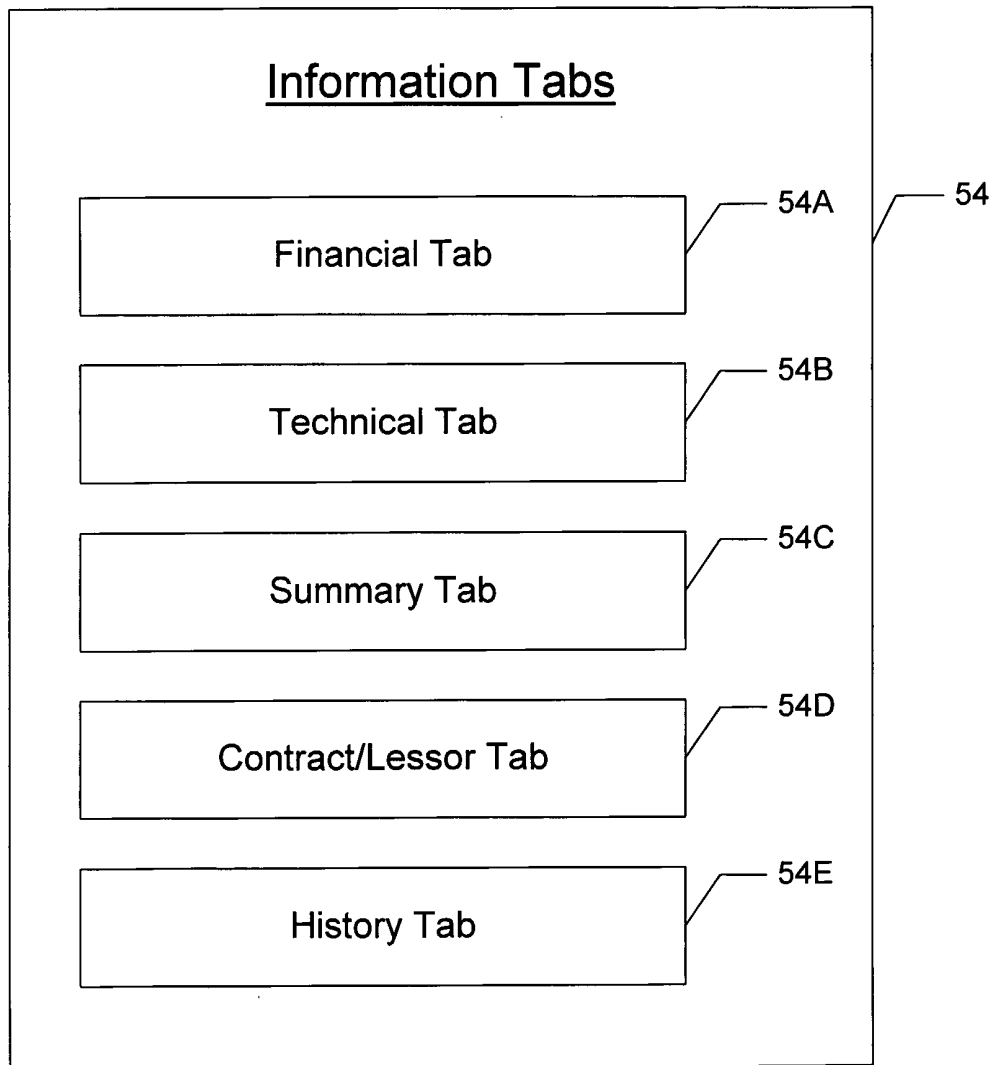 Information Tabs
54A
54
Financial Tab
54B
Technical Tab
54C
Summary Tab
54D
Contract/Lessor Tab
54E
History Tab